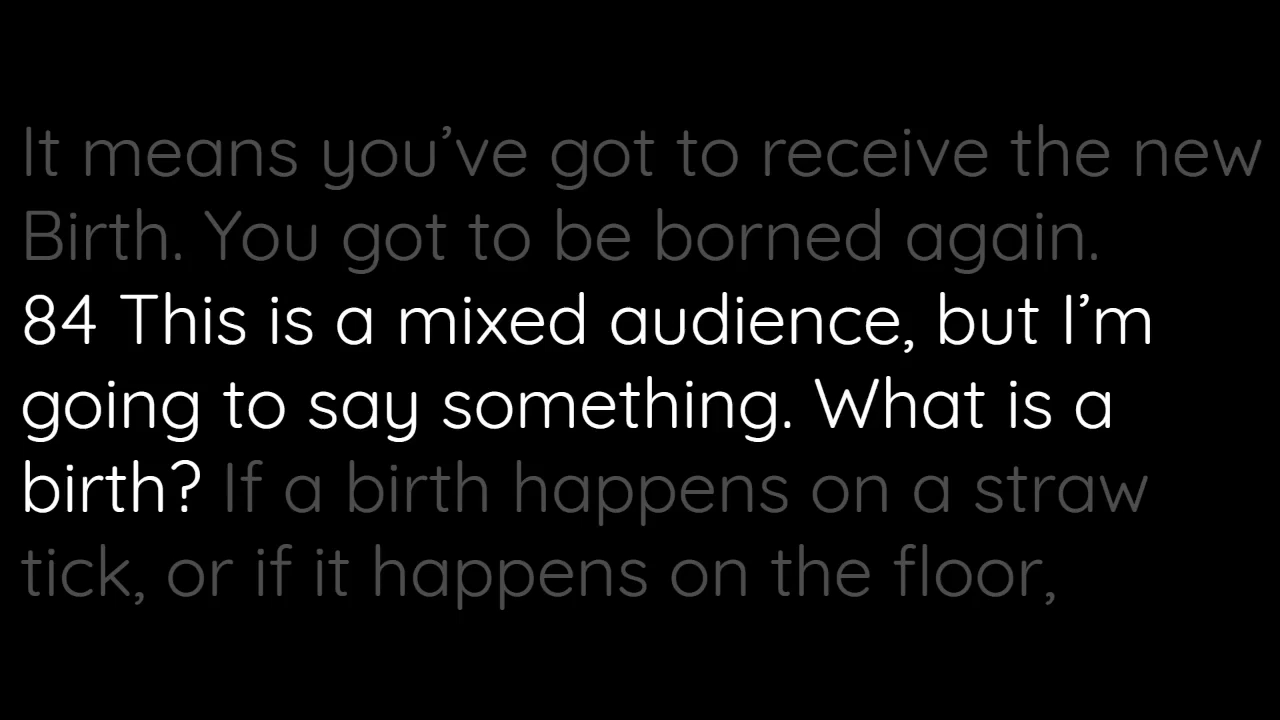 It means you’ve got to receive the new
Birth. You got to be borned again.
84 This is a mixed audience, but I’m
going to say something. What is a
birth? If a birth happens on a straw
tick, or if it happens on the floor,